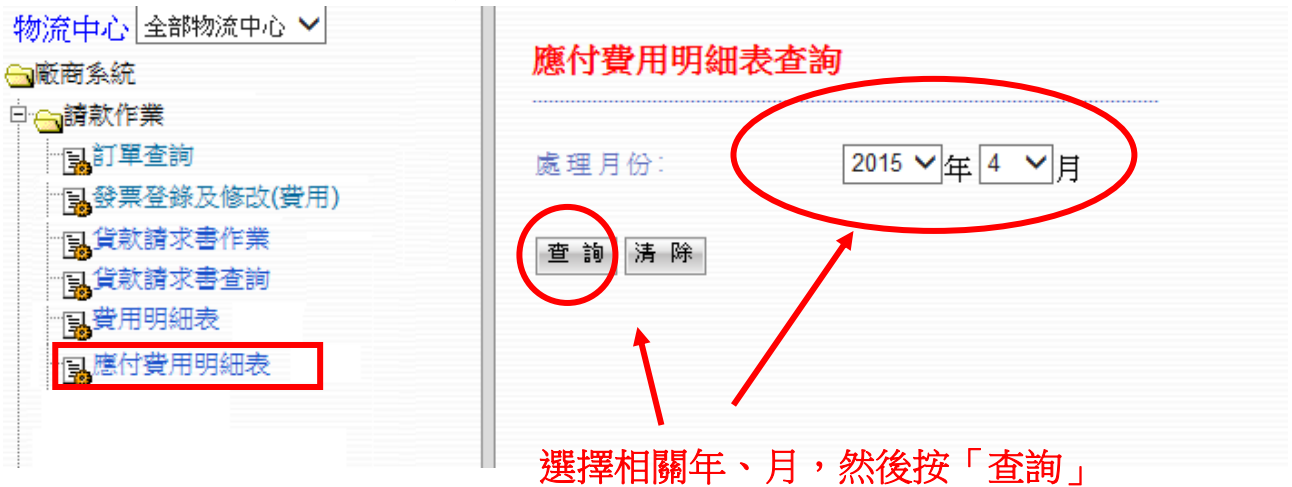 物流中心 全部物流中心
廠商系統
請款作業
訂單查詢
發票登錄及修改(費用)
貨款請求書作業
貨款請求書查詢
費用明細表
應付費用明細表
應付費用明細表查詢
處理月份: 2015 年 4 月
查 詢 清 除
選擇相關年、月，然後按「查詢」